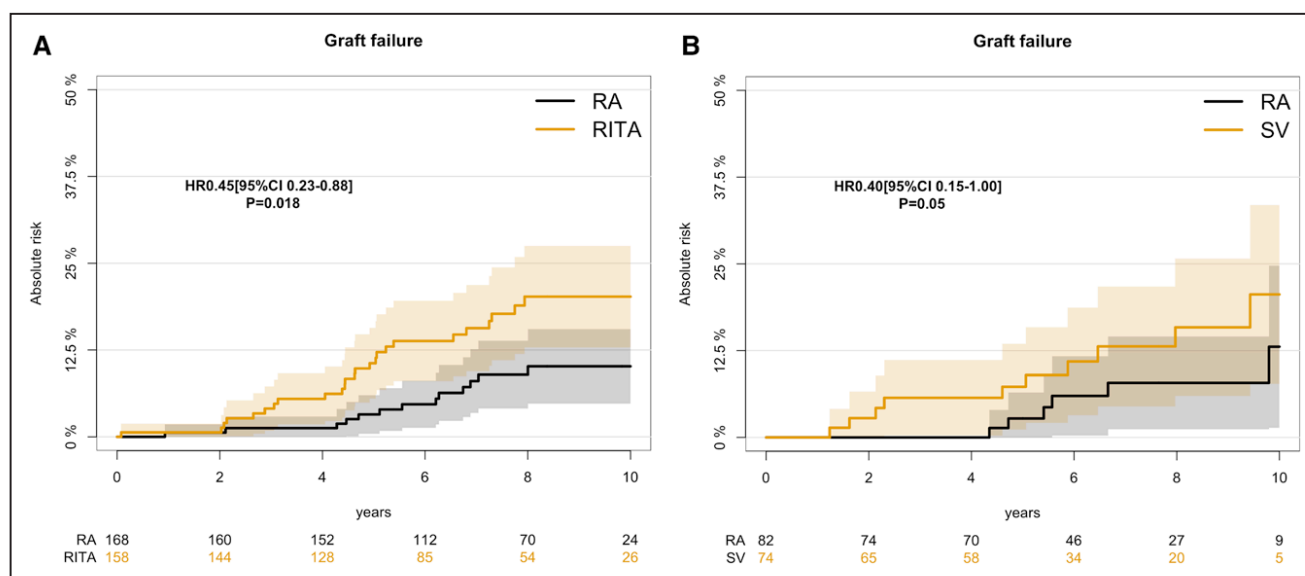 A
Graft failure
50 %
37.5 %
25 %
12.5 %
0 %
Absolute risk
RA
RITA
HR0.45[95%CI 0.23-0.88]
P=0.018
0 2 4 6 8 10
years
RA 168 160 152 112 70 24
RITA 158 144 128 85 54 26
B
Graft failure
50 %
37.5 %
25 %
12.5 %
0 %
Absolute risk
RA
SV
HR0.40[95%CI 0.15-1.00]
P=0.05
0 2 4 6 8 10
years
RA 82 74 70 46 27 9
SV 74 65 58 34 20 5